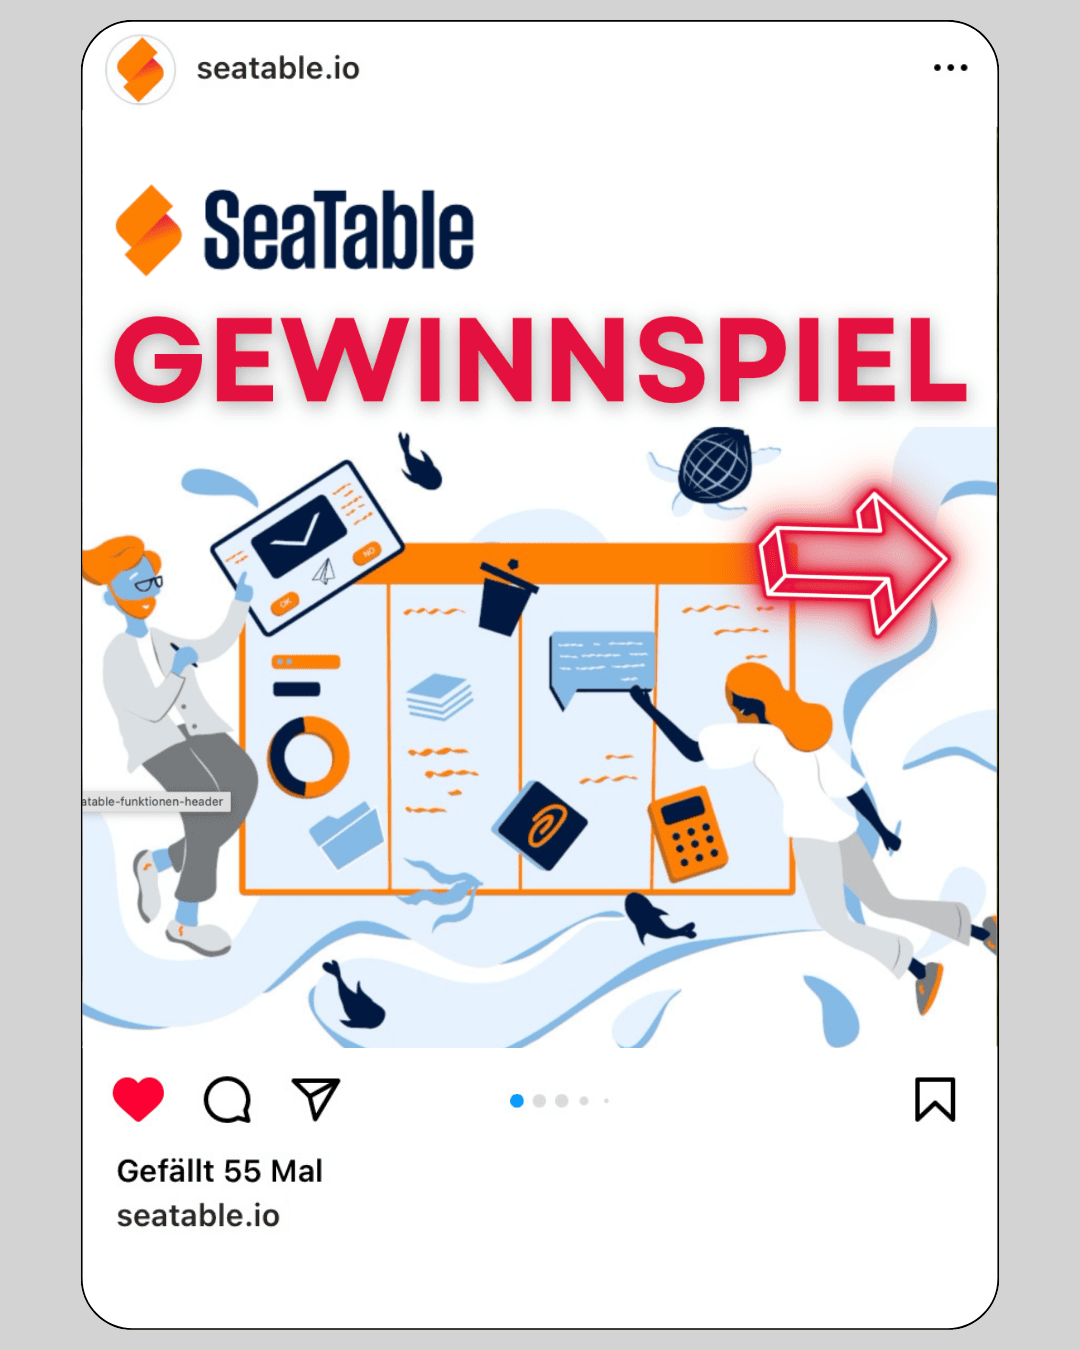 seatable.io
SeaTable
GEWINNSPIEL
NO
OK
atable-funktionen-header
Gefällt 55 Mal
seatable.io